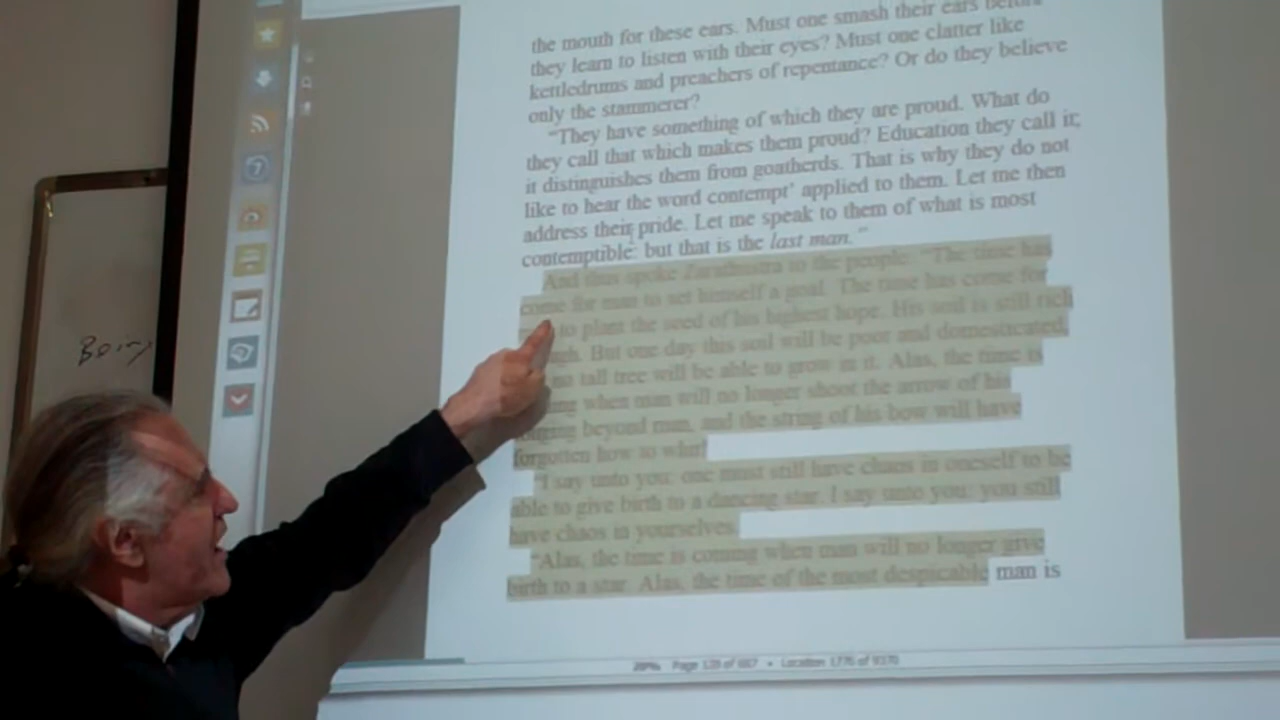 the mouth for these ears. Must one smash their ears before
they learn to listen with their eyes? Must one clatter like
kettledrums and preachers of repentance? Or do they believe
only the stammerer?
"They have something of which they are proud. What do
they call that which makes them proud? Education they call it;
it distinguishes them from goatherds. That is why they do not
like to hear the word contempt' applied to them. Let me then
address their pride. Let me speak to them of what is most
contemptible: but that is the last man."
And thus spoke Zarathustra to the people: "The time has
come for man to set himself a goal. The time has come for
to plant the seed of his highest hope. His soil is still rich
But one day this soil will be poor and domesticated,
no tall tree will be able to grow in it. Alas, the time is
when man will no longer shoot the arrow of his
longing beyond man, and the string of his bow will have
forgotten how to whir!
"I say unto you: one must still have chaos in oneself to be
able to give birth to a dancing star. I say unto you: you still
have chaos in yourselves.
"Alas, the time is coming when man will no longer give
birth to a star. Alas, the time of the most despicable man is
20% Page 128 of 687 • Location 1776 of 9370
Being